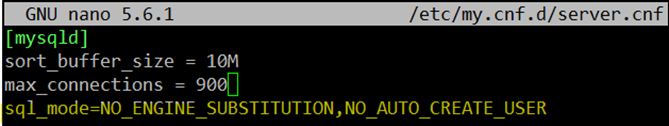 GNU nano 5.6.1 /etc/my.cnf.d/server.cnf
[mysqld]
sort_buffer_size = 10M
max_connections = 900
sql_mode=NO_ENGINE_SUBSTITUTION,NO_AUTO_CREATE_USER